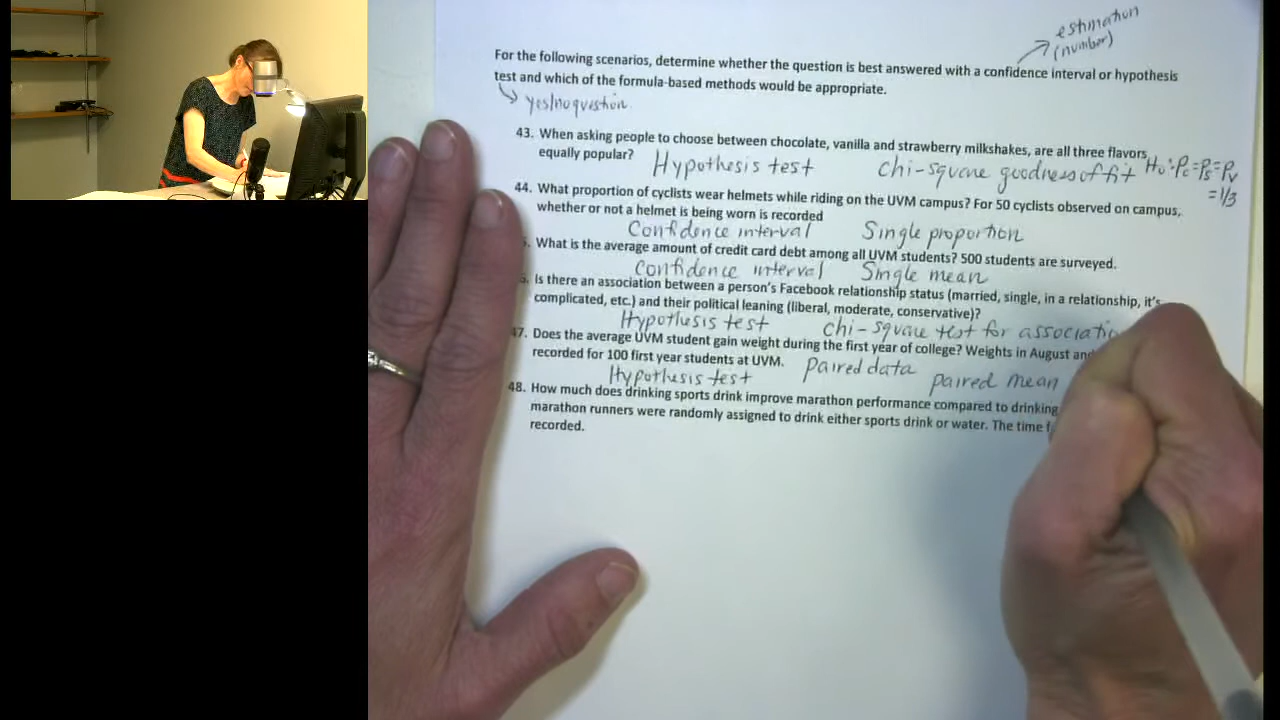 estimation
(number)
For the following scenarios, determine whether the question is best answered with a confidence interval or hypothesis
test and which of the formula-based methods would be appropriate.
yes/no question.
43. When asking people to choose between chocolate, vanilla and strawberry milkshakes, are all three flavors
equally popular? Hypothesis test chi-square goodness of fit H₀: Pc=Ps=Pv
=1/3
44. What proportion of cyclists wear helmets while riding on the UVM campus? For 50 cyclists observed on campus,
whether or not a helmet is being worn is recorded
Confidence interval Single proportion
. What is the average amount of credit card debt among all UVM students? 500 students are surveyed.
confidence interval Single mean
. Is there an association between a person's Facebook relationship status (married, single, in a relationship, it's
complicated, etc.) and their political leaning (liberal, moderate, conservative)?
Hypothesis test chi-square test for associatio
47. Does the average UVM student gain weight during the first year of college? Weights in August and
recorded for 100 first year students at UVM. paired data
Hypothesis test paired mean
48. How much does drinking sports drink improve marathon performance compared to drinking
marathon runners were randomly assigned to drink either sports drink or water. The time
recorded.